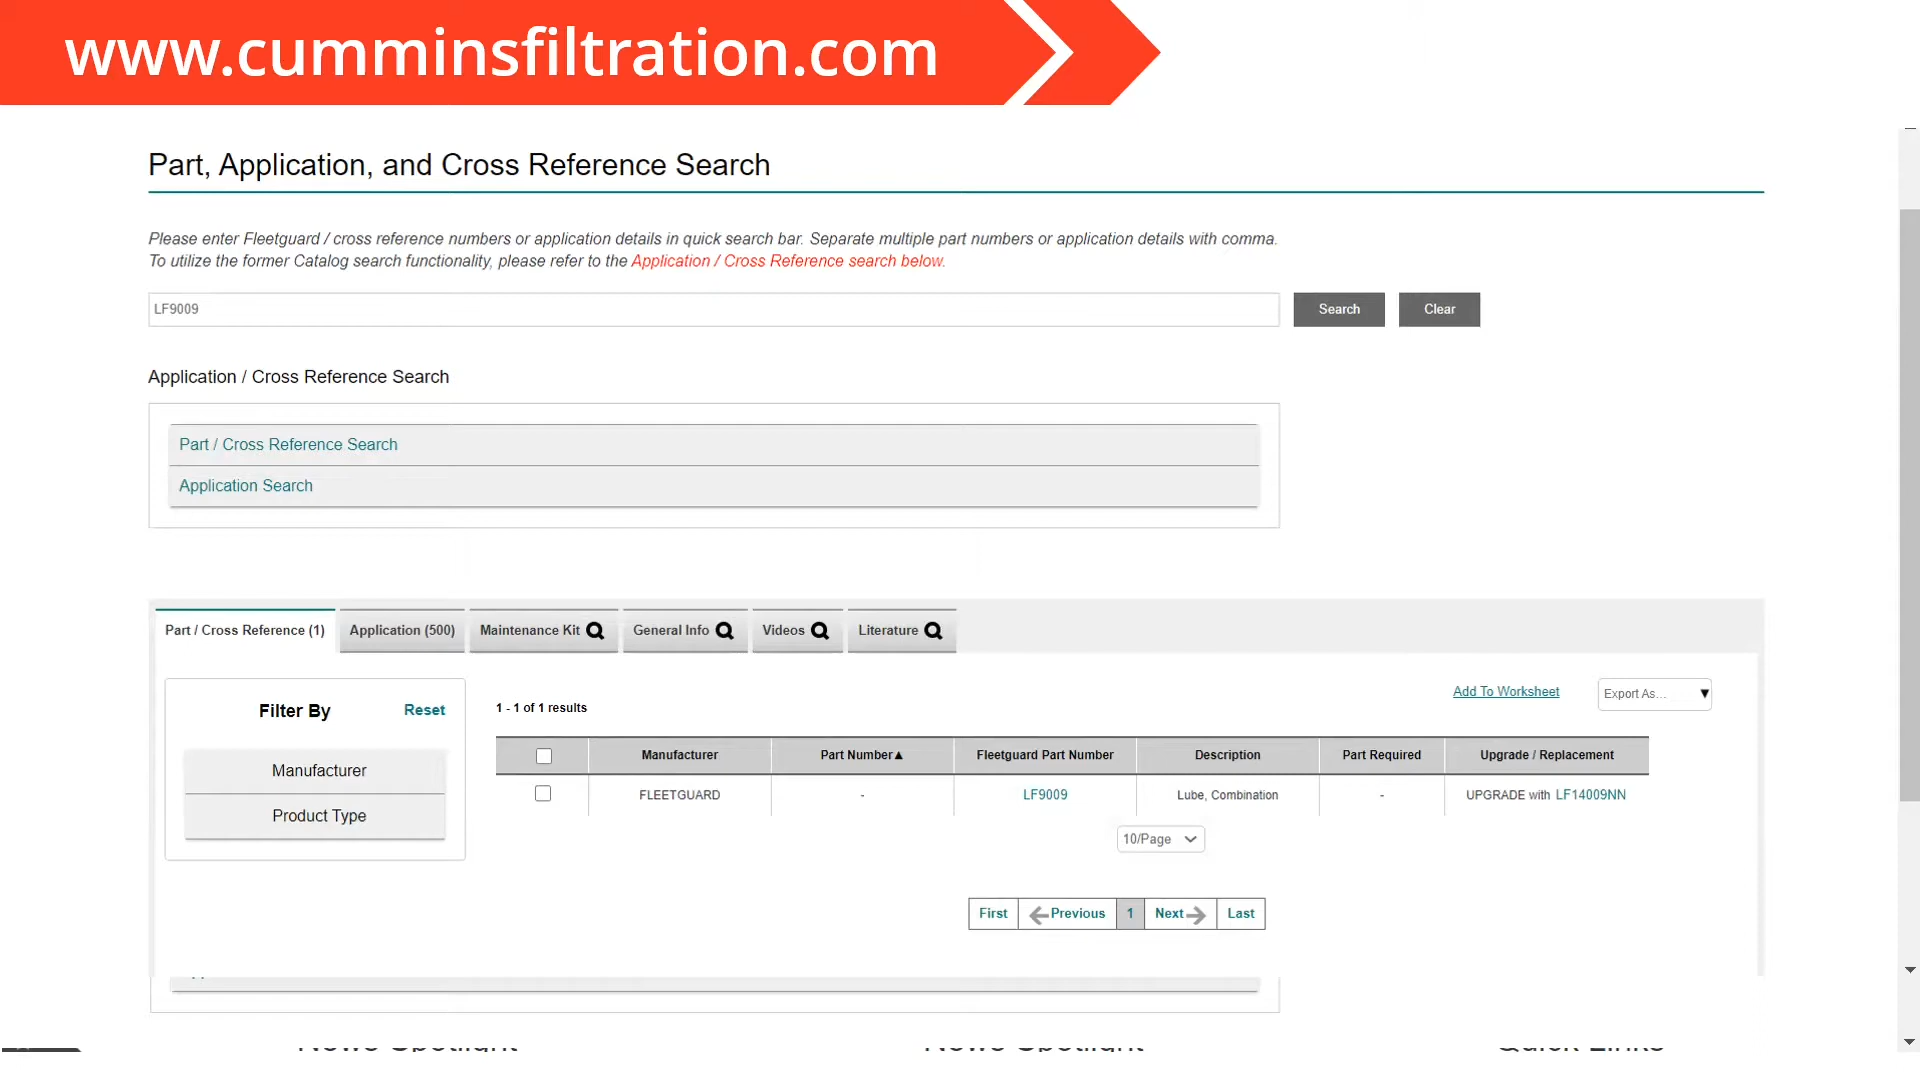 www.cumminsfiltration.com
Part, Application, and Cross Reference Search
Please enter Fleetguard / cross reference numbers or application details in quick search bar. Separate multiple part numbers or application details with comma.
To utilize the former Catalog search functionality, please refer to the Application / Cross Reference search below.
LF9009 Search Clear
Application / Cross Reference Search
Part / Cross Reference Search
Application Search
Part / Cross Reference (1) Application (500) Maintenance Kit General Info Videos Literature
Filter By Reset
Manufacturer
Product Type
1 - 1 of 1 results Add To Worksheet Export As...
Manufacturer Part Number▲ Fleetguard Part Number Description Part Required Upgrade / Replacement
FLEETGUARD - LF9009 Lube, Combination - UPGRADE with LF14009NN
10/Page
First Previous 1 Next Last